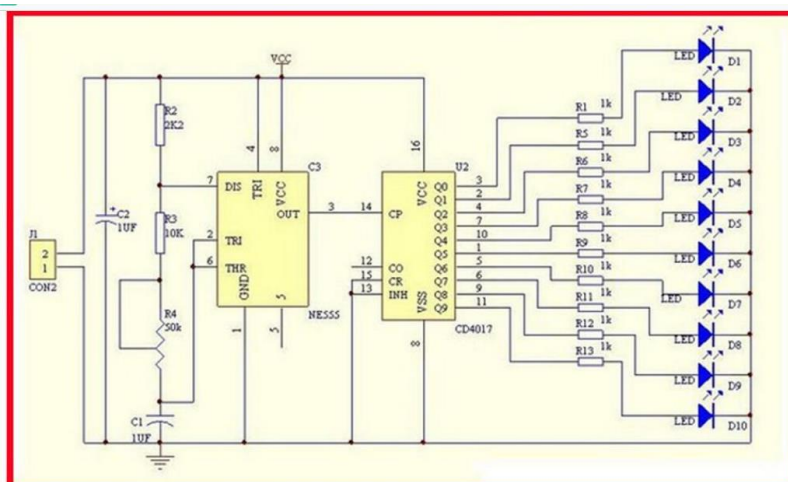 VCC
LED
D1
R2
2K2
R1
1k
LED
D2
4
8
16
R5
1k
LED
D3
C3
U2
R6
1k
7
DIS
TRI
VCC
VCC
Q0
3
R7
1k
LED
D4
OUT
3
14
CP
Q1
2
C2
1UF
R3
10K
Q2
4
R8
1k
LED
D5
J1
2
TRI
Q3
7
Q4
10
R9
1k
2
1
6
THR
12
CO
Q5
1
LED
D6
CON2
15
CR
Q6
5
R10
1k
GND
5
13
INH
Q7
6
LED
D7
VSS
Q8
9
R11
1k
R4
50k
NE555
Q9
11
LED
D8
1
5
CD4017
R12
1k
8
R13
1k
LED
D9
C1
1UF
LED
D10